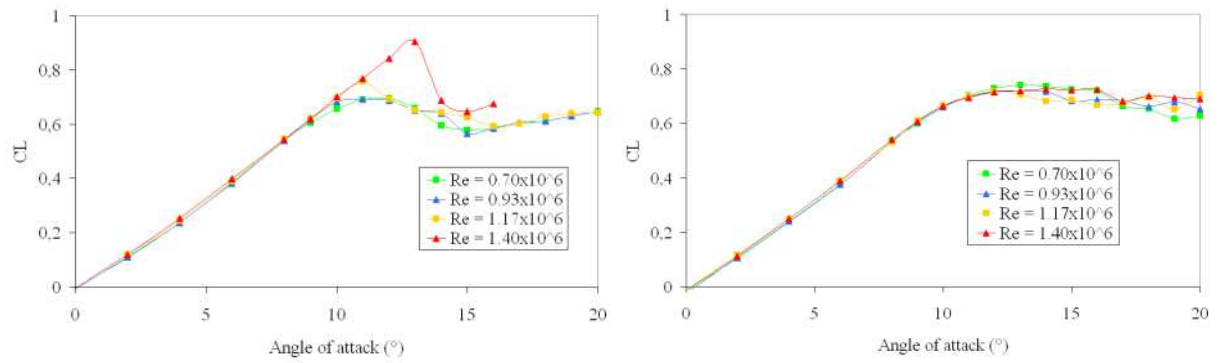 1
0.8
0.6
CL
0.4
0.2
0
0 5 10 15 20
Angle of attack (°)
Re = 0.70x10^6
Re = 0.93x10^6
Re = 1.17x10^6
Re = 1.40x10^6
1
0.8
0.6
CL
0.4
0.2
0
0 5 10 15 20
Angle of attack (°)
Re = 0.70x10^6
Re = 0.93x10^6
Re = 1.17x10^6
Re = 1.40x10^6